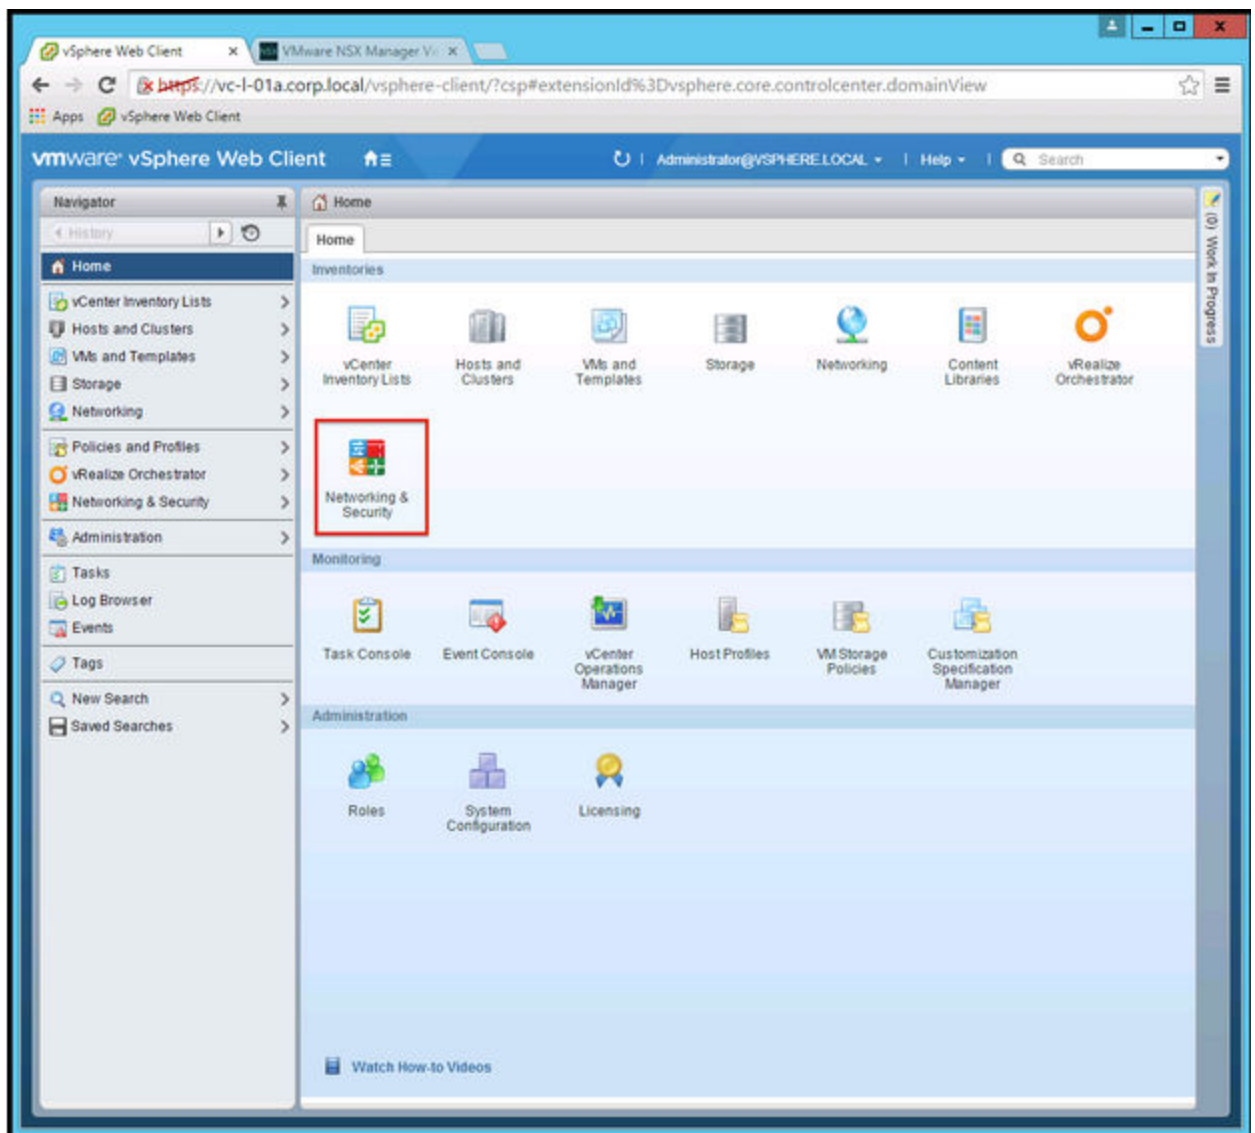 vSphere Web Client
VMware NSX Manager Vi
https://vc-l-01a.corp.local/vsphere-client/?csp#extensionId%3Dvsphere.core.controlcenter.domainView
Apps vSphere Web Client
vmware® vSphere Web Client
Administrator@VSPHERE.LOCAL
Help
Search
Navigator
History
Home
vCenter Inventory Lists
Hosts and Clusters
VMs and Templates
Storage
Networking
Policies and Profiles
vRealize Orchestrator
Networking & Security
Administration
Tasks
Log Browser
Events
Tags
New Search
Saved Searches
Home
Home
Inventories
vCenter
Inventory Lists
Hosts and
Clusters
VMs and
Templates
Storage
Networking
Content
Libraries
vRealize
Orchestrator
Networking &
Security
Monitoring
Task Console
Event Console
vCenter
Operations
Manager
Host Profiles
VM Storage
Policies
Customization
Specification
Manager
Administration
Roles
System
Configuration
Licensing
Watch How-to Videos
(0) Work In Progress